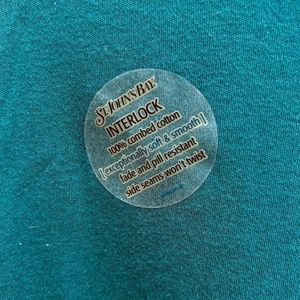 ST. JOHN'S BAY
INTERLOCK
100% combed cotton
[ exceptionally soft & smooth ]
fade and pill resistant
side seams won't twist